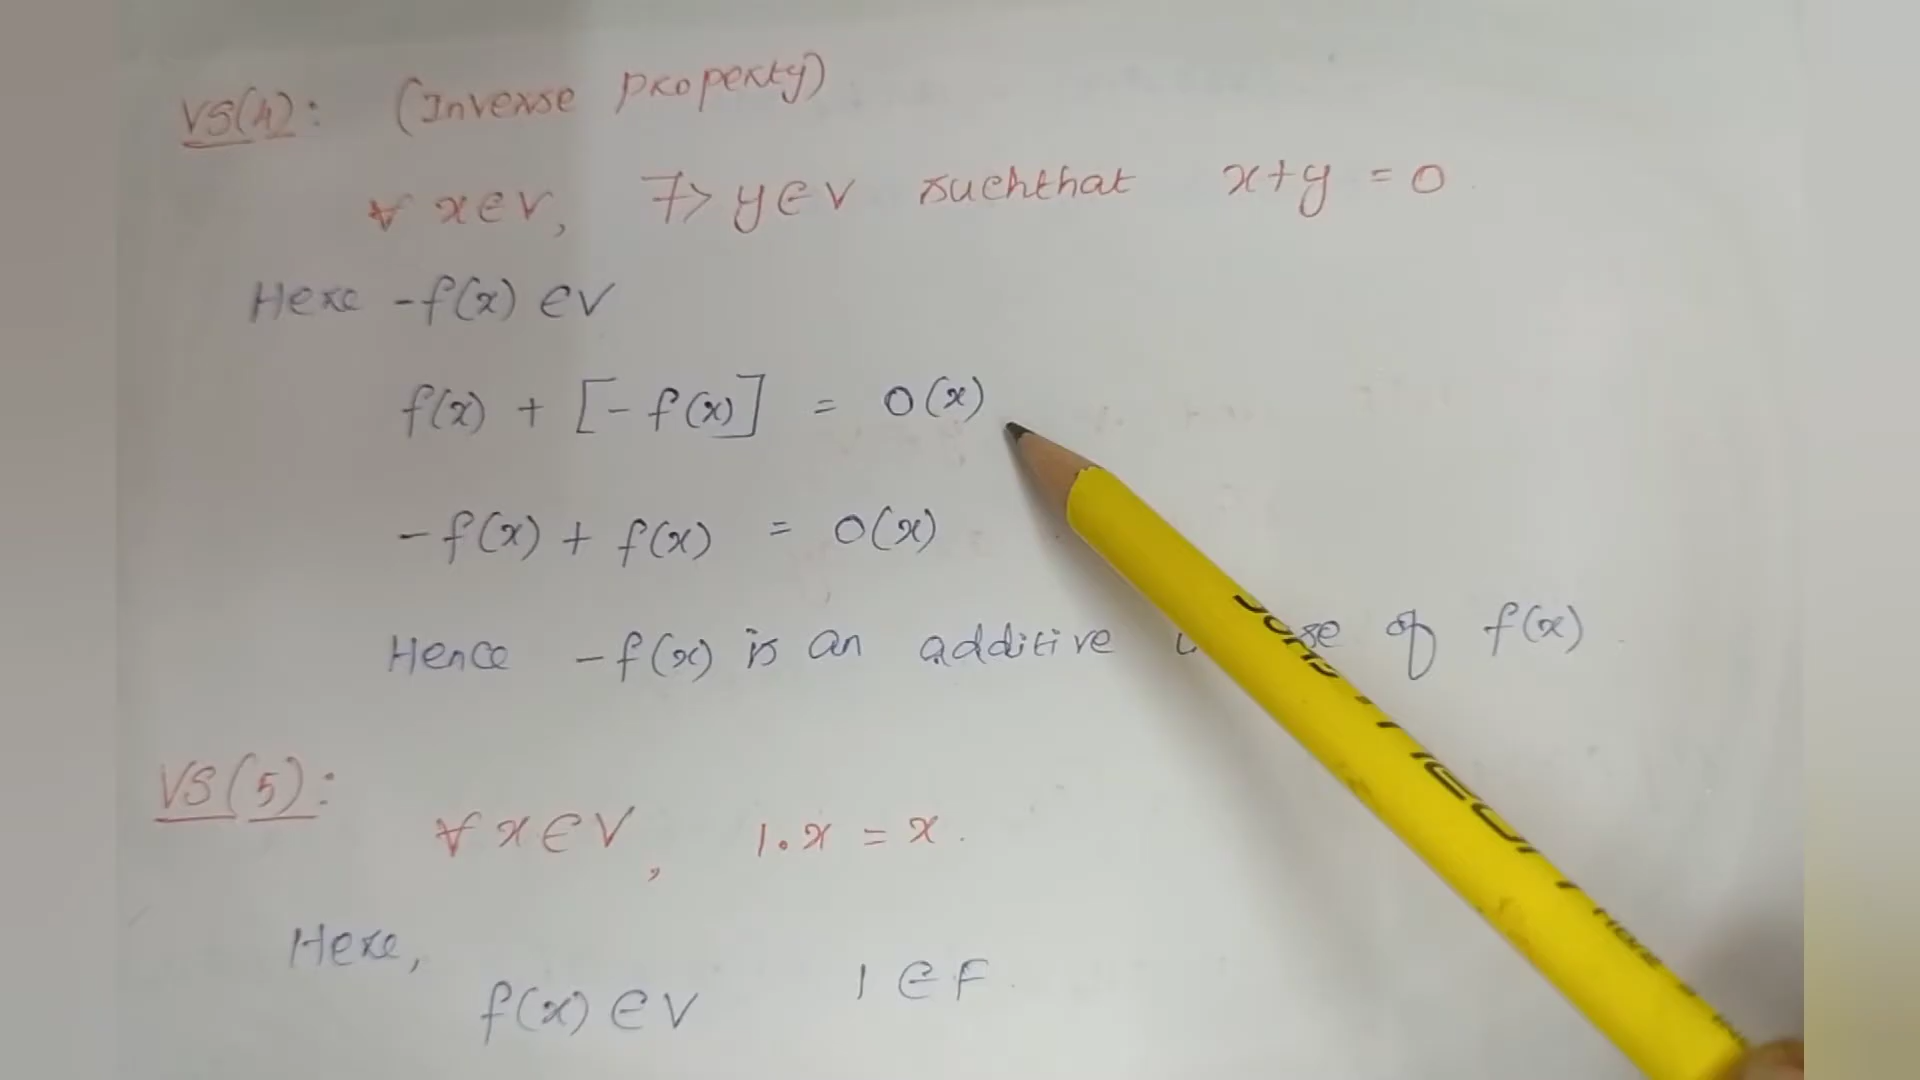 VS(4): (Inverse property)
∀ x∈V, ∃> y∈V suchthat x+y = 0
Here -f(x) ∈V
f(x) + [-f(x)] = 0(x)
-f(x) + f(x) = 0(x)
Hence -f(x) is an additive of f(x)
VS(5):
∀ x∈V, 1.x = x.
Here,
f(x) ∈ V 1 ∈ F.